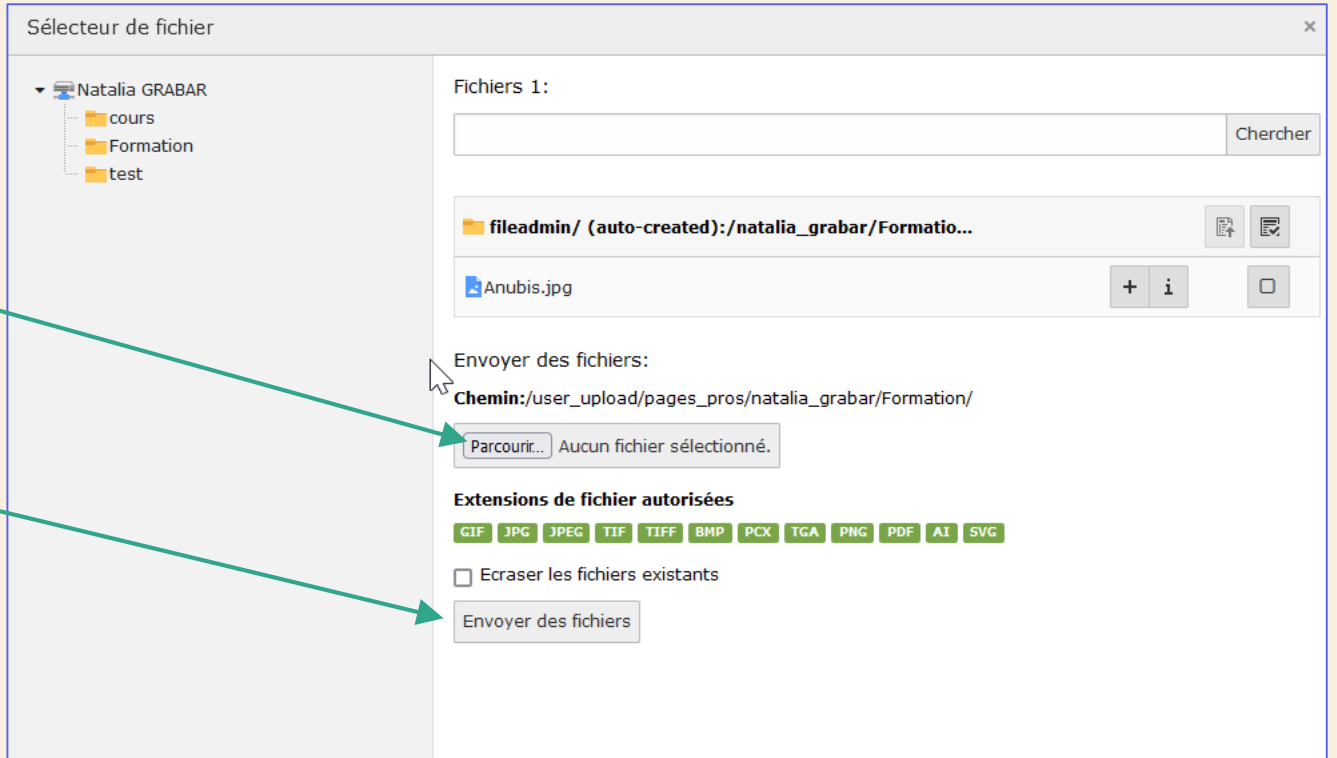 Sélecteur de fichier
×
Natalia GRABAR
cours
Formation
test
Fichiers 1:
Chercher
fileadmin/ (auto-created):/natalia_grabar/Formatio...
Anubis.jpg
+ i
Envoyer des fichiers:
Chemin:/user_upload/pages_pros/natalia_grabar/Formation/
Parcourir... Aucun fichier sélectionné.
Extensions de fichier autorisées
GIF JPG JPEG TIF TIFF BMP PCX TGA PNG PDF AI SVG
Ecraser les fichiers existants
Envoyer des fichiers